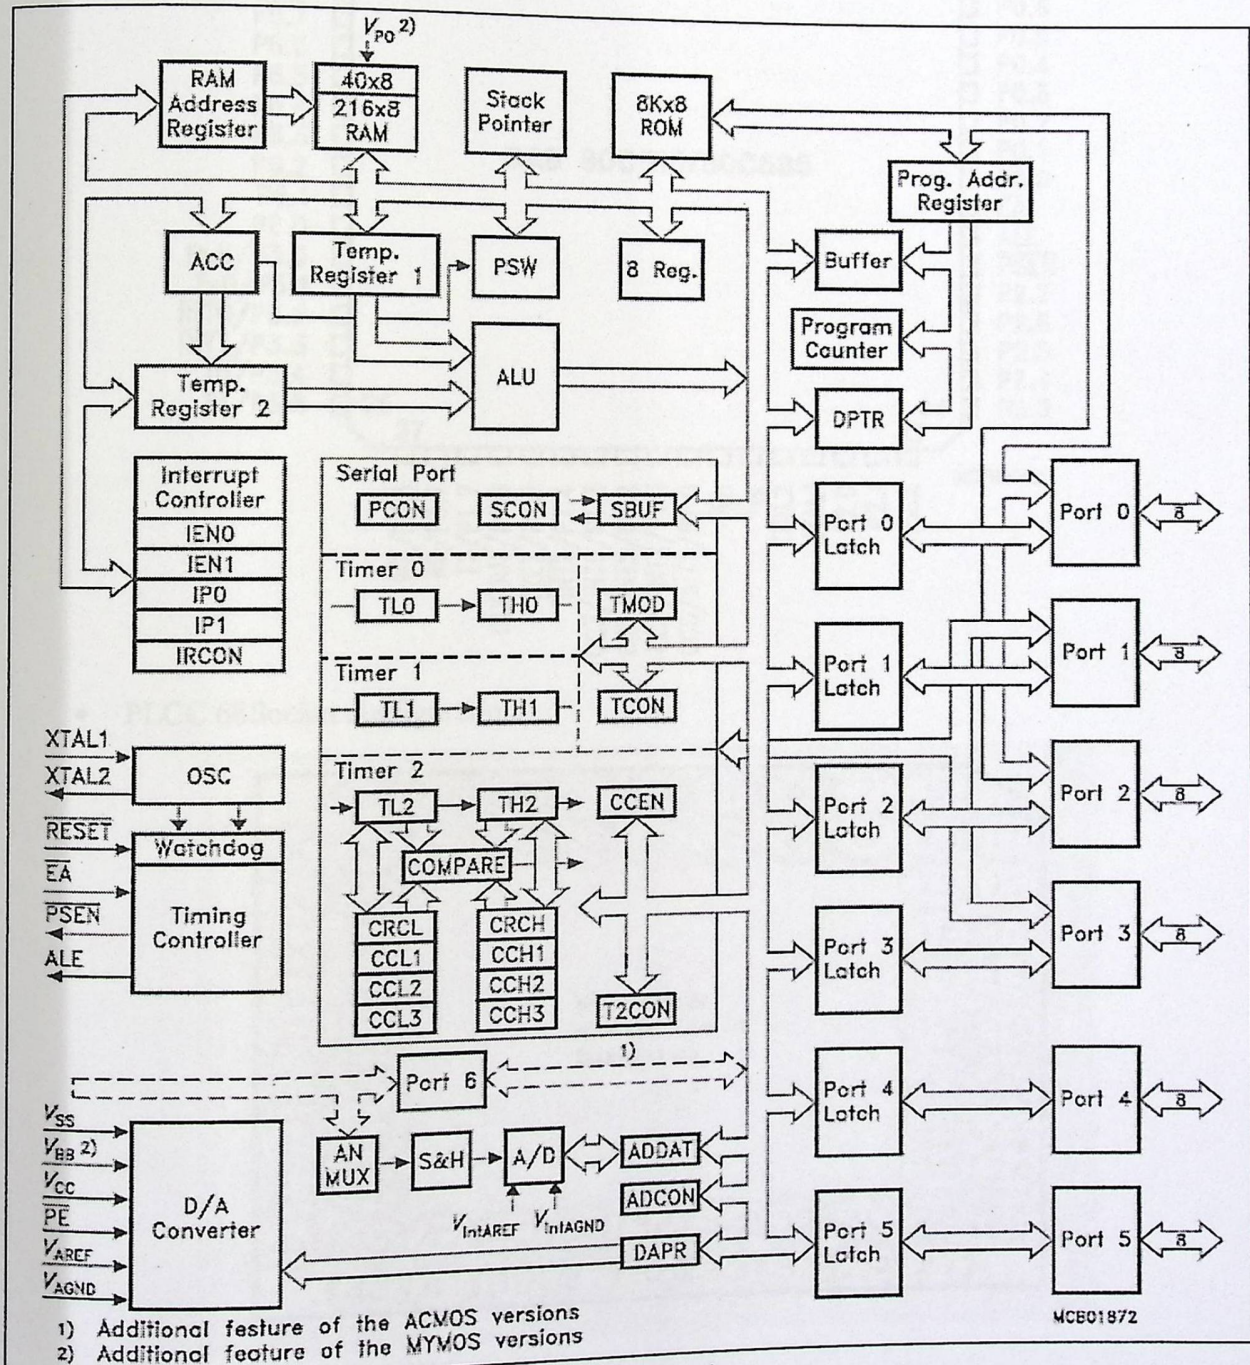 V_PO 2)
RAM
Address
Register
40x8
216x8
RAM
Stack
Pointer
8Kx8
ROM
Prog. Addr.
Register
ACC
Temp.
Register 1
PSW
8 Reg.
Buffer
Program
Counter
Temp.
Register 2
ALU
DPTR
Interrupt
Controller
IEN0
IEN1
IP0
IP1
IRCON
Serial Port
PCON
SCON
SBUF
Timer 0
TL0
TH0
TMOD
Timer 1
TL1
TH1
TCON
Timer 2
TL2
TH2
CCEN
COMPARE
CRCL
CCL1
CCL2
CCL3
CRCH
CCH1
CCH2
CCH3
T2CON
Port 0
Latch
Port 0
8
Port 1
Latch
Port 1
8
Port 2
Latch
Port 2
8
Port 3
Latch
Port 3
8
Port 4
Latch
Port 4
8
Port 5
Latch
Port 5
8
XTAL1
XTAL2
OSC
RESET
EA
PSEN
ALE
Watchdog
Timing
Controller
1)
Port 6
V_SS
V_BB 2)
V_CC
PE
V_AREF
V_AGND
D/A
Converter
AN
MUX
S&H
A/D
V_IntAREF
V_IntAGND
ADDAT
ADCON
DAPR
MCB01872
1) Additional feature of the ACMOS versions
2) Additional feature of the MYMOS versions